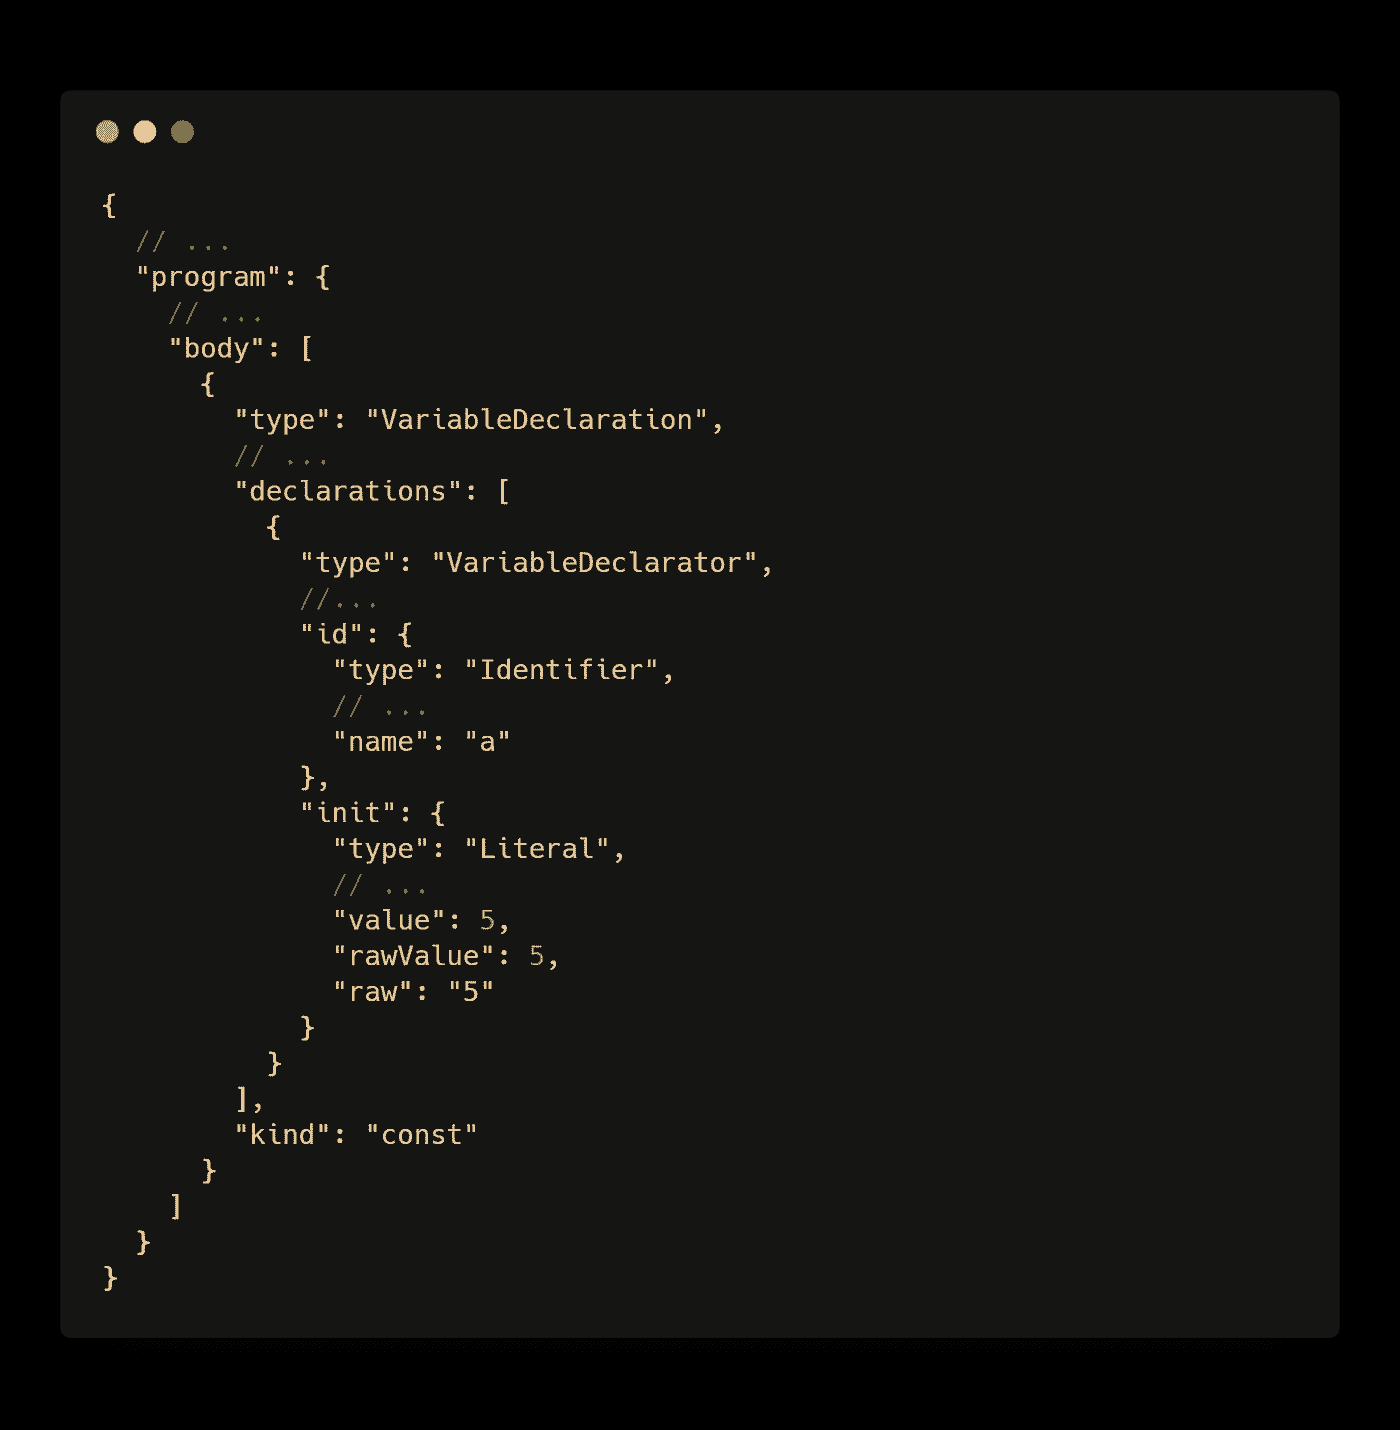 {
  // ...
  "program": {
    // ...
    "body": [
      {
        "type": "VariableDeclaration",
        // ...
        "declarations": [
          {
            "type": "VariableDeclarator",
            //...
            "id": {
              "type": "Identifier",
              // ...
              "name": "a"
            },
            "init": {
              "type": "Literal",
              // ...
              "value": 5,
              "rawValue": 5,
              "raw": "5"
            }
          }
        ],
        "kind": "const"
      }
    ]
  }
}